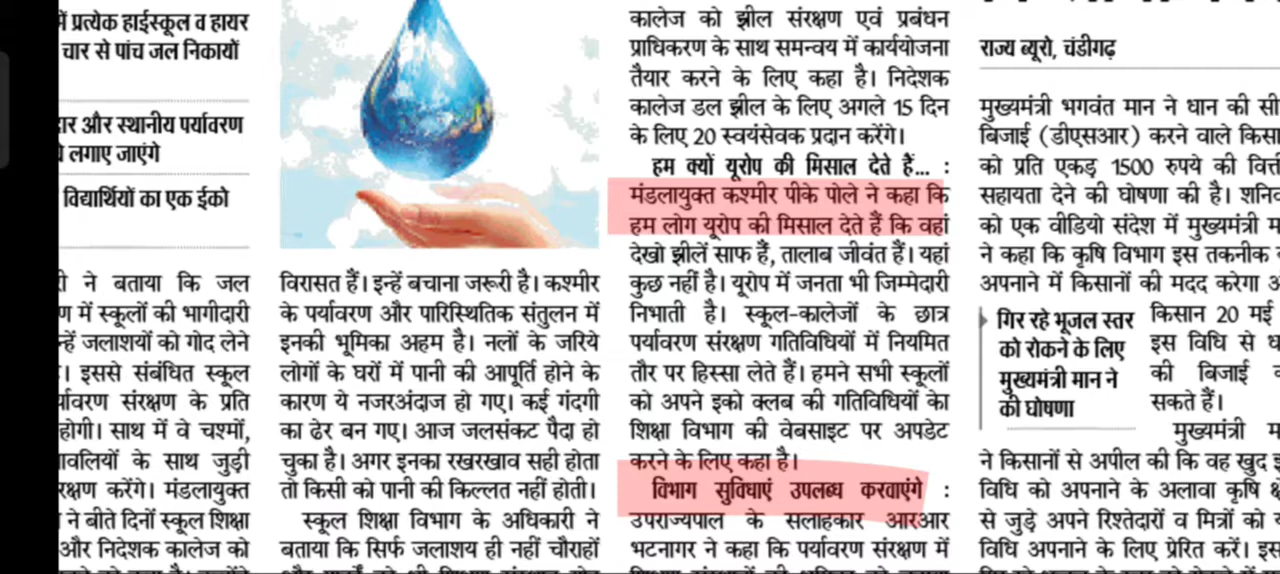 में प्रत्येक हाईस्कूल व हायर
चार से पांच जल निकायों
और स्थानीय पर्यावरण
लगाए जाएंगे
विद्यार्थियों का एक ईको
ने बताया कि जल
में स्कूलों की भागीदारी
जलाशयों को गोद लेने
इससे संबंधित स्कूल
संरक्षण के प्रति
होगी। साथ में वे चश्मों,
के साथ जुड़ी
करेंगे। मंडलायुक्त
ने बीते दिनों स्कूल शिक्षा
और निदेशक कालेज को
विरासत हैं। इन्हें बचाना जरूरी है। कश्मीर
के पर्यावरण और पारिस्थितिक संतुलन में
इनकी भूमिका अहम है। नलों के जरिये
लोगों के घरों में पानी की आपूर्ति होने के
कारण ये नजरअंदाज हो गए। कई गंदगी
का ढेर बन गए। आज जलसंकट पैदा हो
चुका है। अगर इनका रखरखाव सही होता
तो किसी को पानी की किल्लत नहीं होती।
स्कूल शिक्षा विभाग के अधिकारी ने
बताया कि सिर्फ जलाशय ही नहीं चौराहों
कालेज को झील संरक्षण एवं प्रबंधन
प्राधिकरण के साथ समन्वय में कार्ययोजना
तैयार करने के लिए कहा है। निदेशक
कालेज डल झील के लिए अगले 15 दिन
के लिए 20 स्वयंसेवक प्रदान करेंगे।
हम क्यों यूरोप की मिसाल देते हैं... :
मंडलायुक्त कश्मीर पीके पोले ने कहा कि
हम लोग यूरोप की मिसाल देते हैं कि वहां
देखो झीलें साफ हैं, तालाब जीवंत हैं। यहां
कुछ नहीं है। यूरोप में जनता भी जिम्मेदारी
निभाती है। स्कूल-कालेजों के छात्र
पर्यावरण संरक्षण गतिविधियों में नियमित
तौर पर हिस्सा लेते हैं। हमने सभी स्कूलों
को अपने इको क्लब की गतिविधियों का
शिक्षा विभाग की वेबसाइट पर अपडेट
करने के लिए कहा है।
विभाग सुविधाएं उपलब्ध करवाएंगे :
उपराज्यपाल के सलाहकार आरआर
भटनागर ने कहा कि पर्यावरण संरक्षण में
राज्य ब्यूरो, चंडीगढ़
मुख्यमंत्री भगवंत मान ने धान की
बिजाई (डीएसआर) करने वाले
को प्रति एकड़ 1500 रुपये की
सहायता देने की घोषणा की है।
को एक वीडियो संदेश में मुख्यमंत्री
ने कहा कि कृषि विभाग इस तकनीक
अपनाने में किसानों की मदद करेगा
गिर रहे भूजल स्तर
को रोकने के लिए
मुख्यमंत्री मान ने
की घोषणा
किसान 20 मई
इस विधि से
की बिजाई
सकते हैं।
मुख्यमंत्री
ने किसानों से अपील की कि वह खुद
विधि को अपनाने के अलावा कृषि
से जुड़े अपने रिश्तेदारों व मित्रों को
विधि अपनाने के लिए प्रेरित करें।